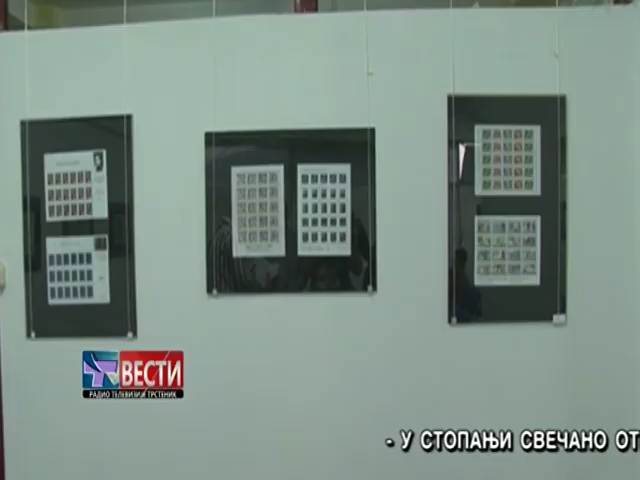 ВЕСТИ
РАДИО ТЕЛЕВИЗИЈА ТРСТЕНИК
- У СТОПАЊИ СВЕЧАНО ОТ